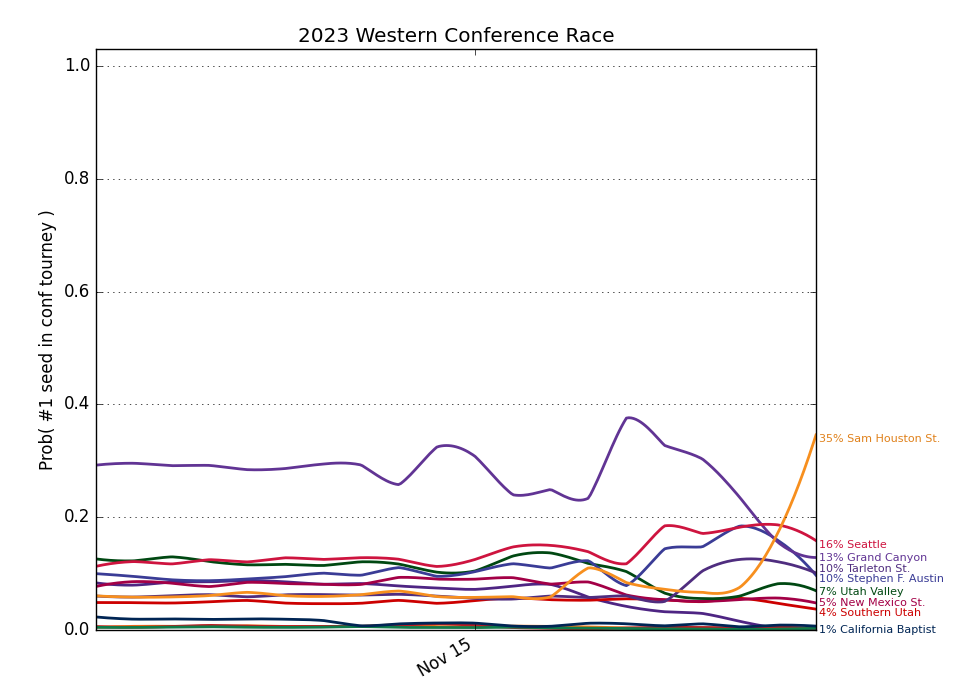 2023 Western Conference Race
1.0
0.8
0.6
0.4
0.2
0.0
Prob( #1 seed in conf tourney )
Nov 15
35% Sam Houston St.
16% Seattle
13% Grand Canyon
10% Tarleton St.
10% Stephen F. Austin
7% Utah Valley
5% New Mexico St.
4% Southern Utah
1% California Baptist